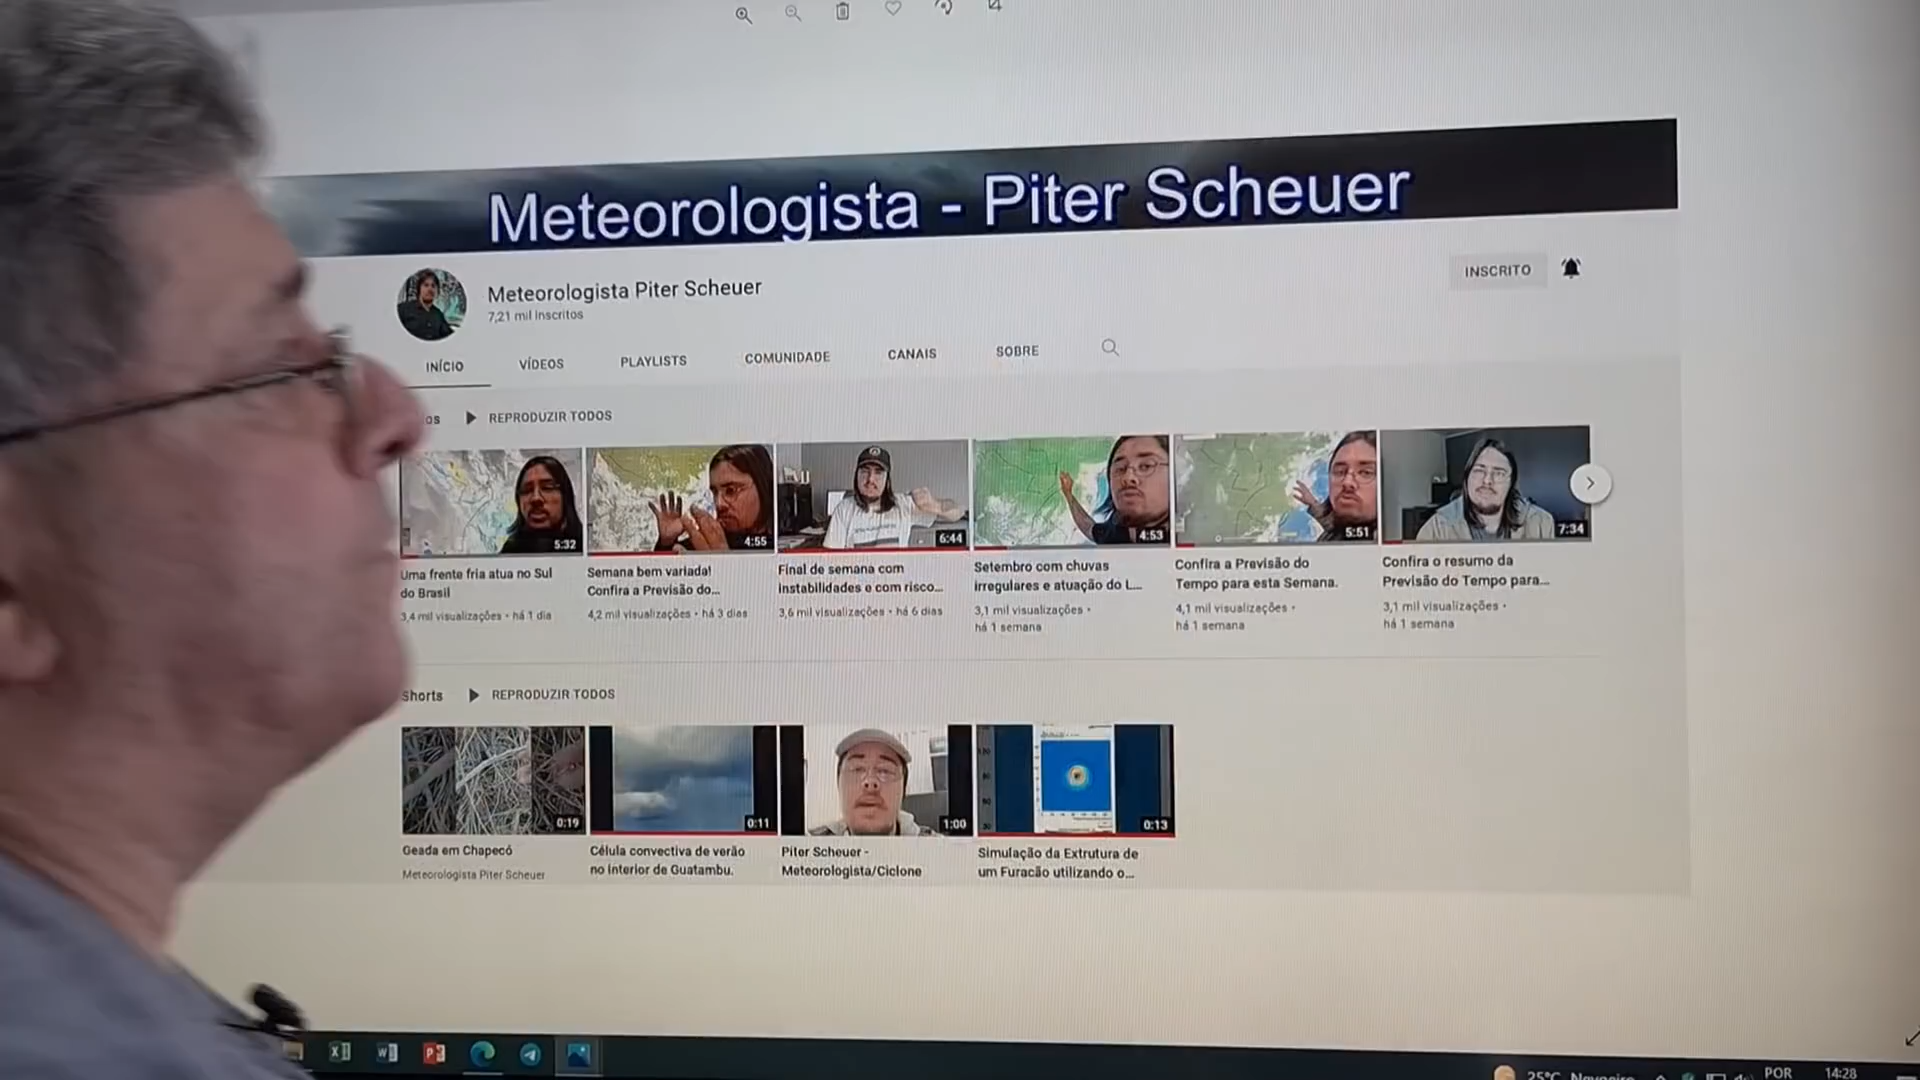 Meteorologista - Piter Scheuer
Meteorologista Piter Scheuer
7,21 mil inscritos
INSCRITO
INÍCIO
VÍDEOS
PLAYLISTS
COMUNIDADE
CANAIS
SOBRE
os
REPRODUZIR TODOS
5:32
4:55
6:44
4:53
5:51
7:34
Uma frente fria atua no Sul
do Brasil
3,4 mil visualizações • há 1 dia
Semana bem variada!
Confira a Previsão do...
4,2 mil visualizações • há 3 dias
Final de semana com
instabilidades e com risco...
3,6 mil visualizações • há 6 dias
Setembro com chuvas
irregulares e atuação do L...
3,1 mil visualizações •
há 1 semana
Confira a Previsão do
Tempo para esta Semana.
4,1 mil visualizações •
há 1 semana
Confira o resumo da
Previsão do Tempo para...
3,1 mil visualizações •
há 1 semana
Shorts
REPRODUZIR TODOS
0:19
0:11
1:00
0:13
Geada em Chapecó
Meteorologista Piter Scheuer
Célula convectiva de verão
no interior de Guatambu.
Piter Scheuer -
Meteorologista/Ciclone
Simulação da Extrutura de
um Furacão utilizando o...
25°C Nevoeiro
POR
14:28